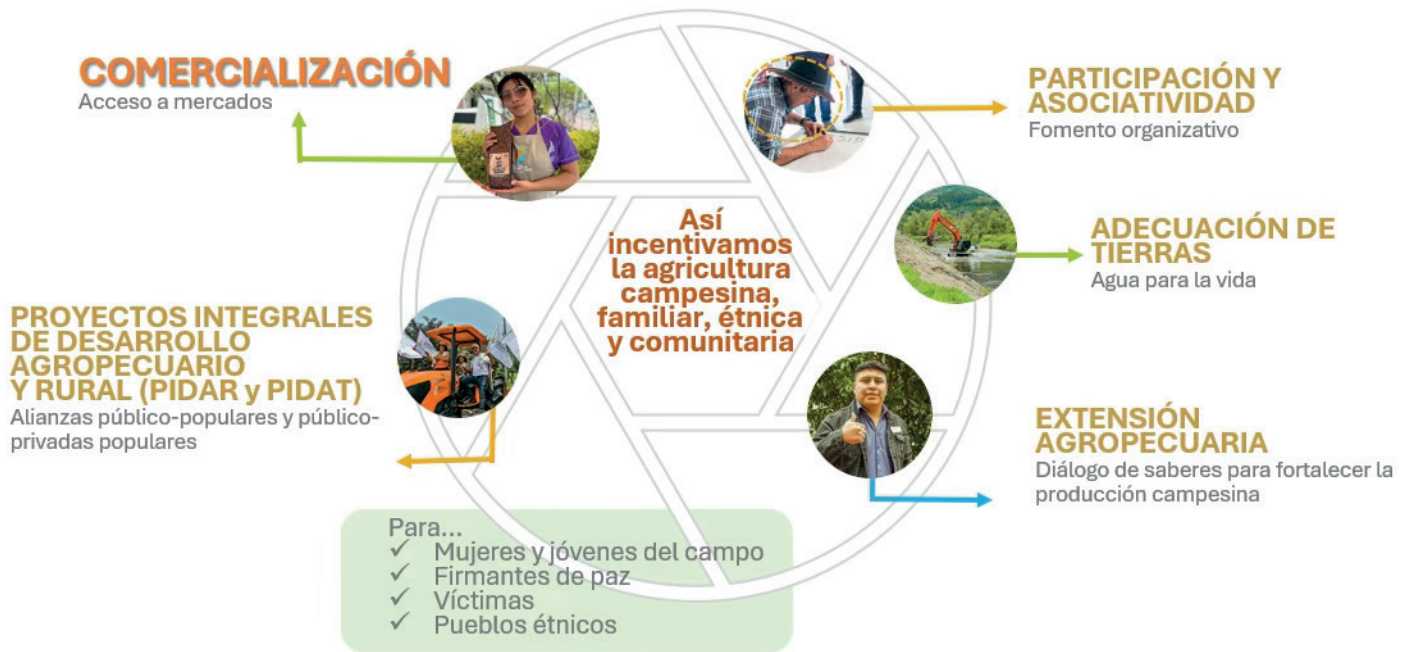 COMERCIALIZACIÓN
Acceso a mercados
PARTICIPACIÓN Y
ASOCIATIVIDAD
Fomento organizativo
Así
incentivamos
la agricultura
campesina,
familiar, étnica
y comunitaria
ADECUACIÓN DE
TIERRAS
Agua para la vida
PROYECTOS INTEGRALES
DE DESARROLLO
AGROPECUARIO
Y RURAL (PIDAR y PIDAT)
Alianzas público-populares y público-
privadas populares
EXTENSIÓN
AGROPECUARIA
Diálogo de saberes para fortalecer la
producción campesina
Para...
✓ Mujeres y jóvenes del campo
✓ Firmantes de paz
✓ Víctimas
✓ Pueblos étnicos